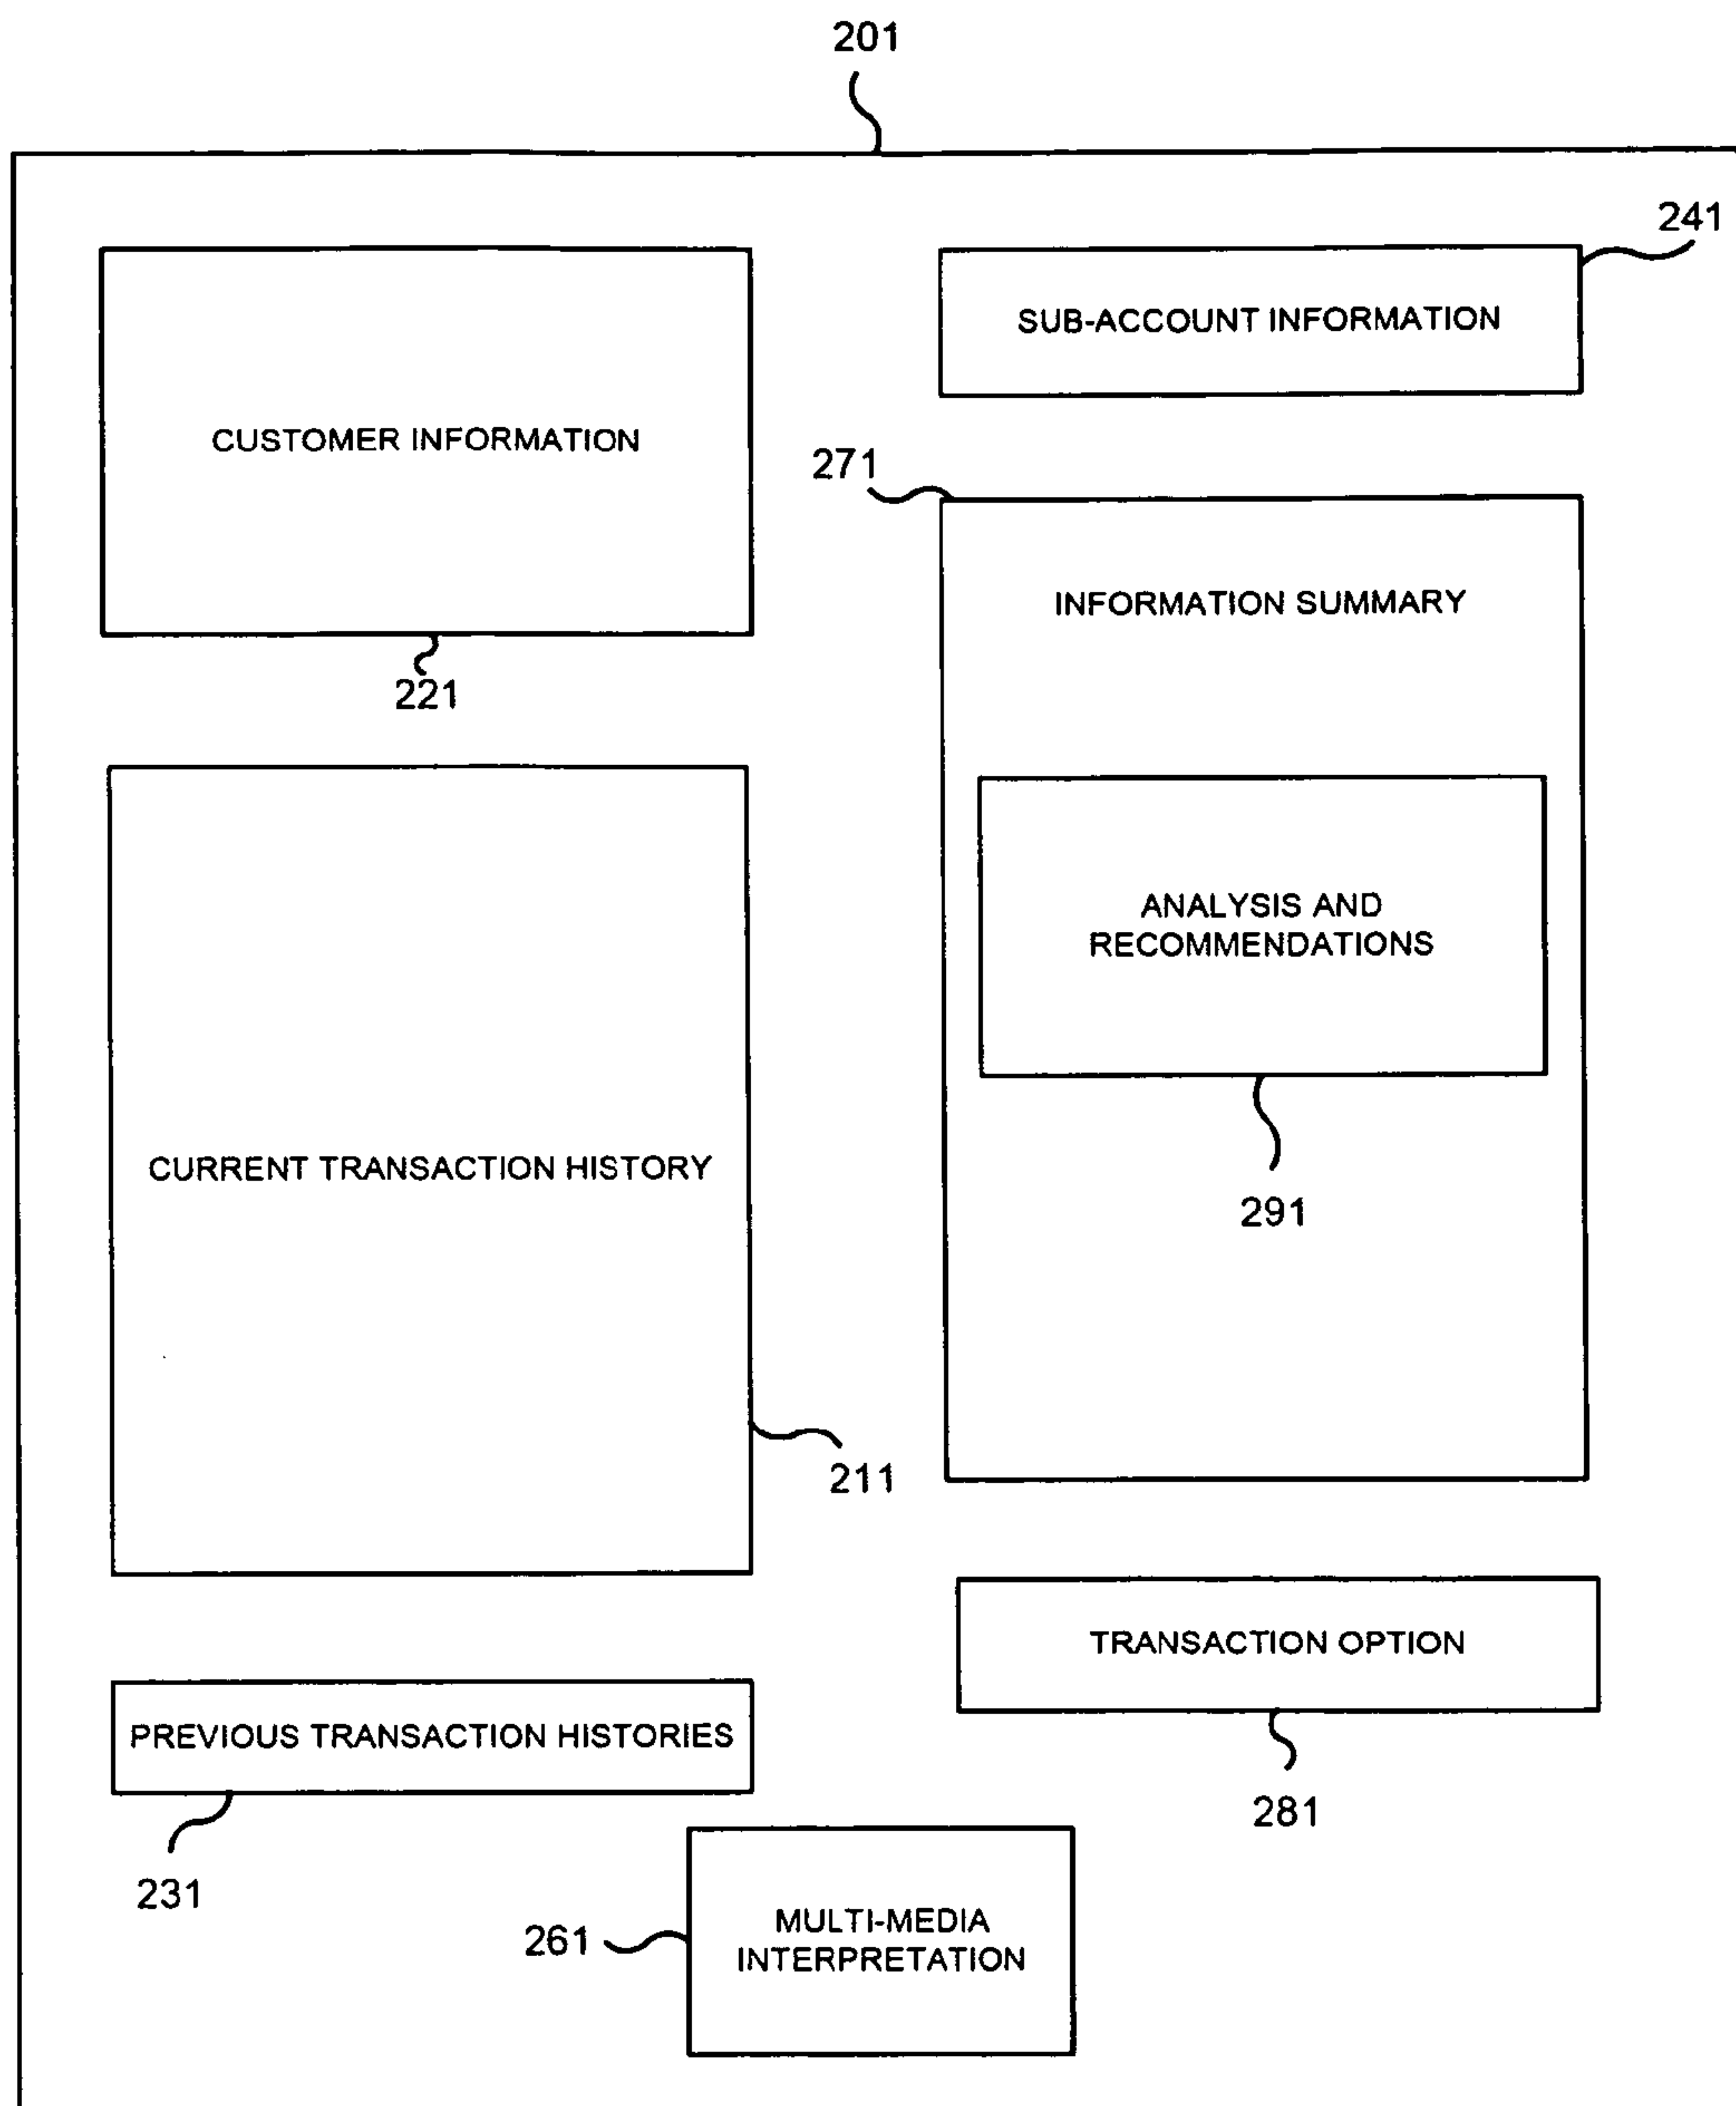 201
241
CUSTOMER INFORMATION
SUB-ACCOUNT INFORMATION
221
271
INFORMATION SUMMARY
ANALYSIS AND
RECOMMENDATIONS
291
CURRENT TRANSACTION HISTORY
211
TRANSACTION OPTION
281
PREVIOUS TRANSACTION HISTORIES
231
261
MULTI-MEDIA
INTERPRETATION